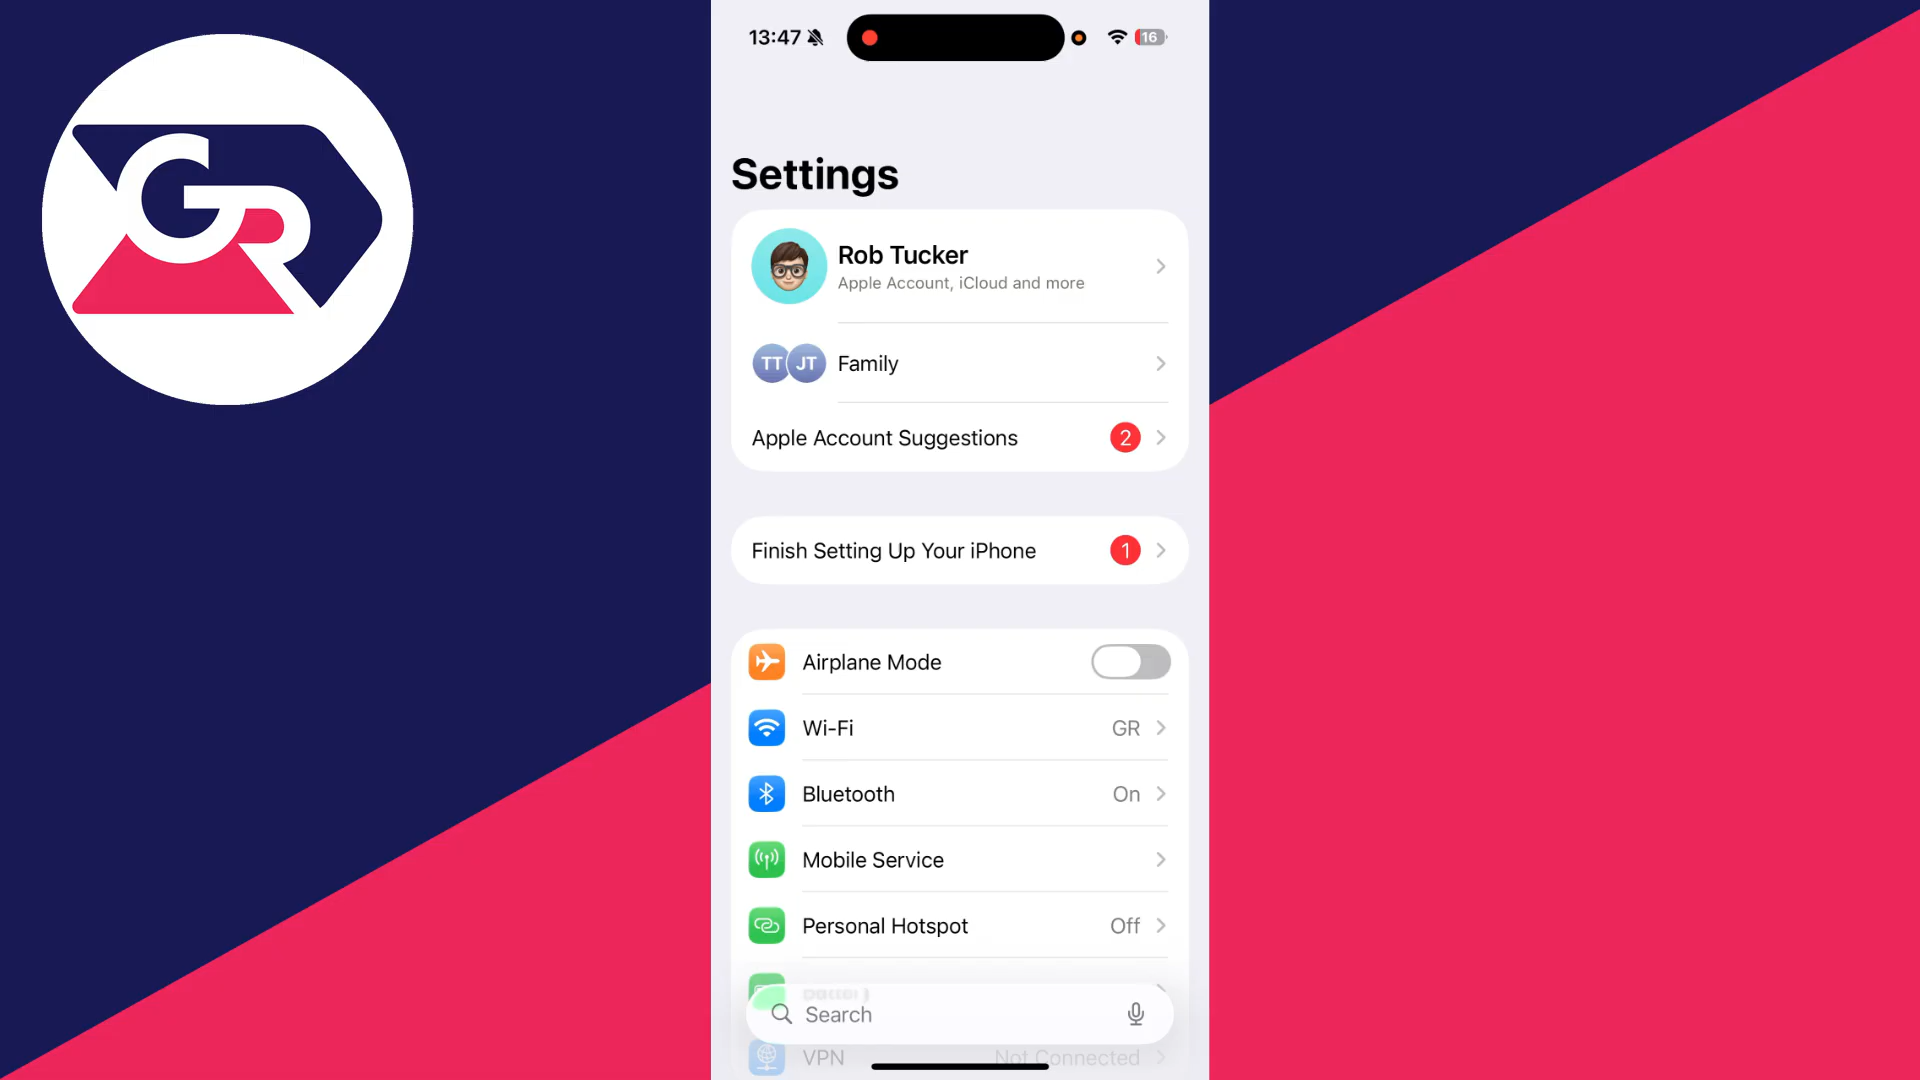 GR
13:47
16
Settings
Rob Tucker
Apple Account, iCloud and more
TT JT Family
Apple Account Suggestions 2
Finish Setting Up Your iPhone 1
Airplane Mode
Wi-Fi GR
Bluetooth On
Mobile Service
Personal Hotspot Off
Search
VPN Not Connected